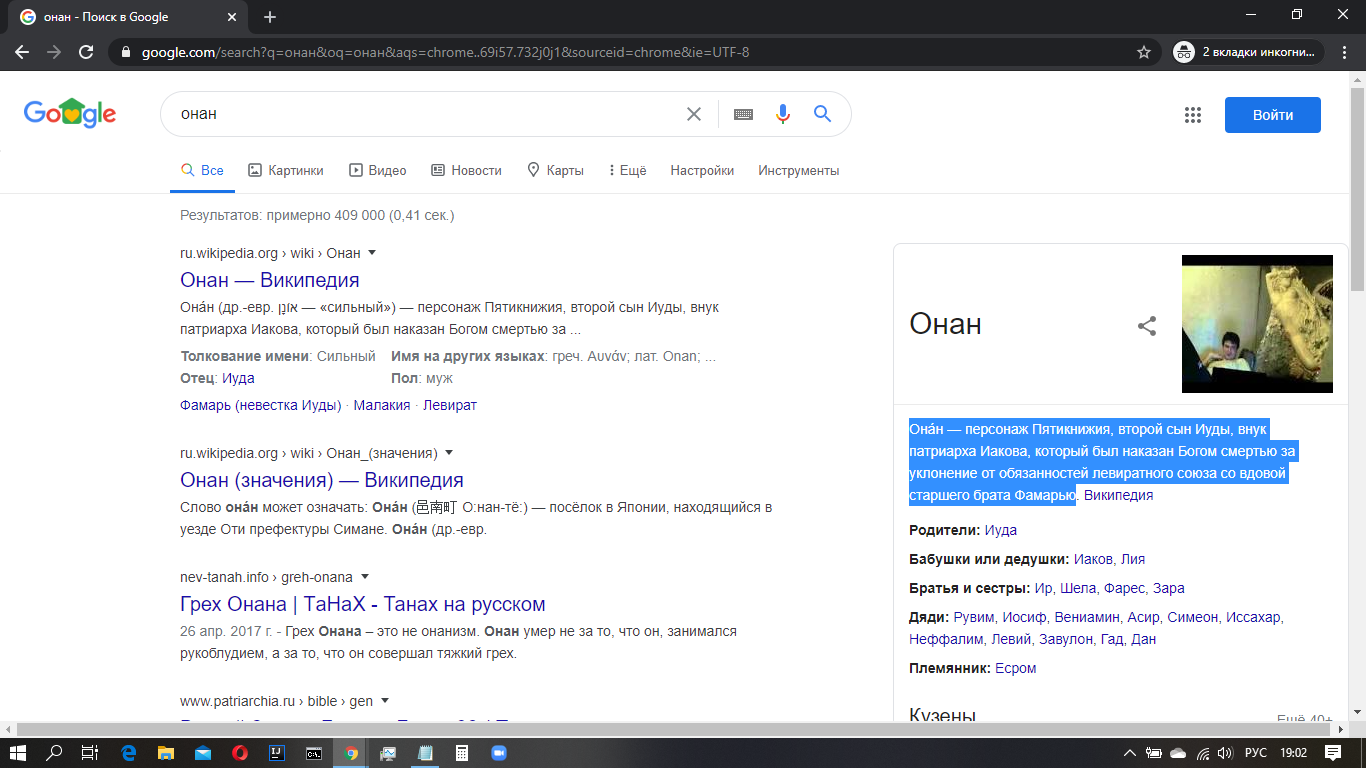 онан - Поиск в Google
google.com/search?q=онан&oq=онан&aqs=chrome..69i57.732j0j1&sourceid=chrome&ie=UTF-8
2 вкладки инкогни...
Google
онан
Войти
Все Картинки Видео Новости Карты Ещё Настройки Инструменты
Результатов: примерно 409 000 (0,41 сек.)
ru.wikipedia.org › wiki › Онан
Онан — Википедия
Она́н (др.-евр. אוֹנָן — «сильный») — персонаж Пятикнижия, второй сын Иуды, внук
патриарха Иакова, который был наказан Богом смертью за ...
Толкование имени: Сильный Имя на других языках: греч. Αυνάν; лат. Onan; ...
Отец: Иуда Пол: муж
Фамарь (невестка Иуды) · Малакия · Левират
ru.wikipedia.org › wiki › Онан_(значения)
Онан (значения) — Википедия
Слово она́н может означать: Она́н (邑南町 О:нан-тё:) — посёлок в Японии, находящийся в
уезде Оти префектуры Симане. Она́н (др.-евр.
nev-tanah.info › greh-onana
Грех Онана | ТаНаХ - Танах на русском
26 апр. 2017 г. - Грех Онана – это не онанизм. Онан умер не за то, что он, занимался
рукоблудием, а за то, что он совершал тяжкий грех.
www.patriarchia.ru › bible › gen
Онан
Она́н — персонаж Пятикнижия, второй сын Иуды, внук
патриарха Иакова, который был наказан Богом смертью за
уклонение от обязанностей левиратного союза со вдовой
старшего брата Фамарью. Википедия
Родители: Иуда
Бабушки или дедушки: Иаков, Лия
Братья и сестры: Ир, Шела, Фарес, Зара
Дяди: Рувим, Иосиф, Вениамин, Асир, Симеон, Иссахар,
Неффалим, Левий, Завулон, Гад, Дан
Племянник: Есром
Кузены Ещё 40+
РУС 19:02